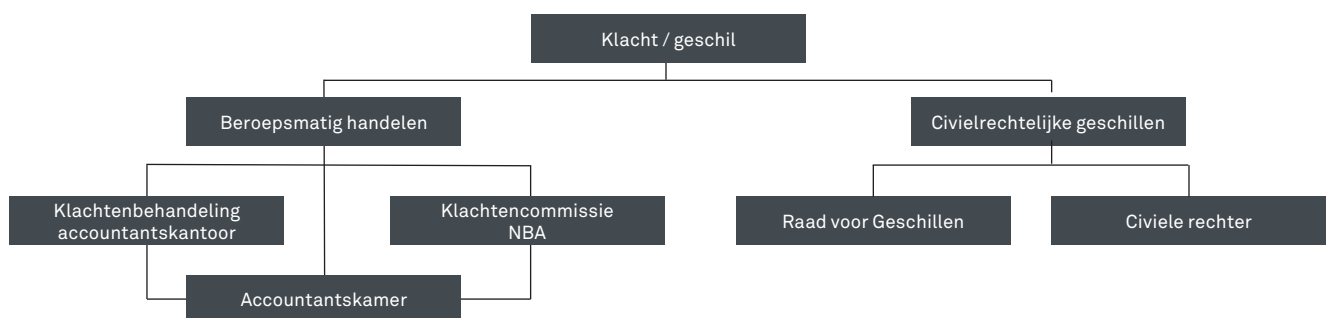 Klacht / geschil
Beroepsmatig handelen
Civielrechtelijke geschillen
Klachtenbehandeling
accountantskantoor
Klachtencommissie
NBA
Raad voor Geschillen
Civiele rechter
Accountantskamer